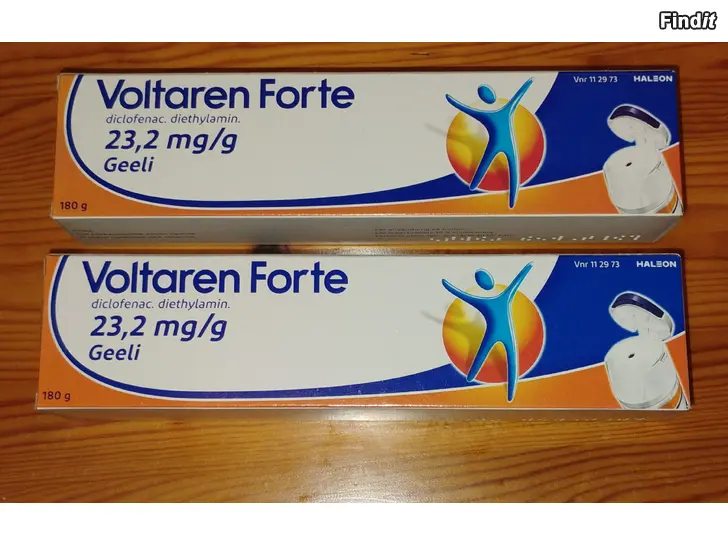 Findit
Voltaren Forte
diclofenac. diethylamin.
23,2 mg/g
Geeli
180 g
Vnr 11 29 73
HALEON
Voltaren Forte
diclofenac. diethylamin.
23,2 mg/g
Geeli
180 g
Vnr 11 29 73
HALEON